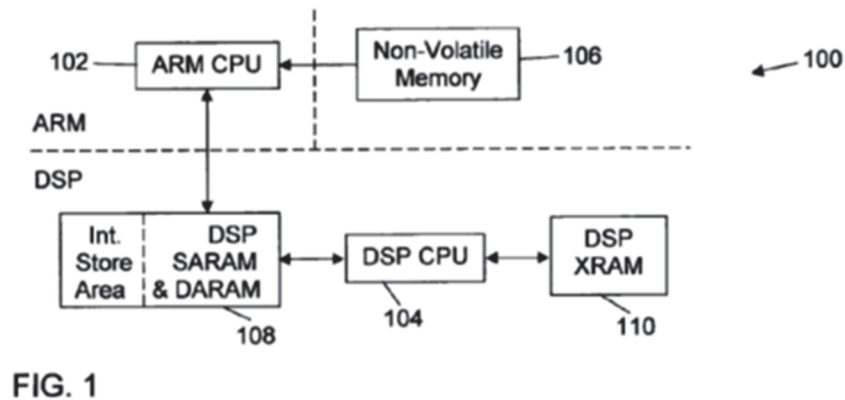 102
ARM CPU
Non-Volatile
Memory
106
100
ARM
DSP
Int.
Store
Area
DSP
SARAM
& DARAM
DSP CPU
DSP
XRAM
108
104
110
FIG. 1